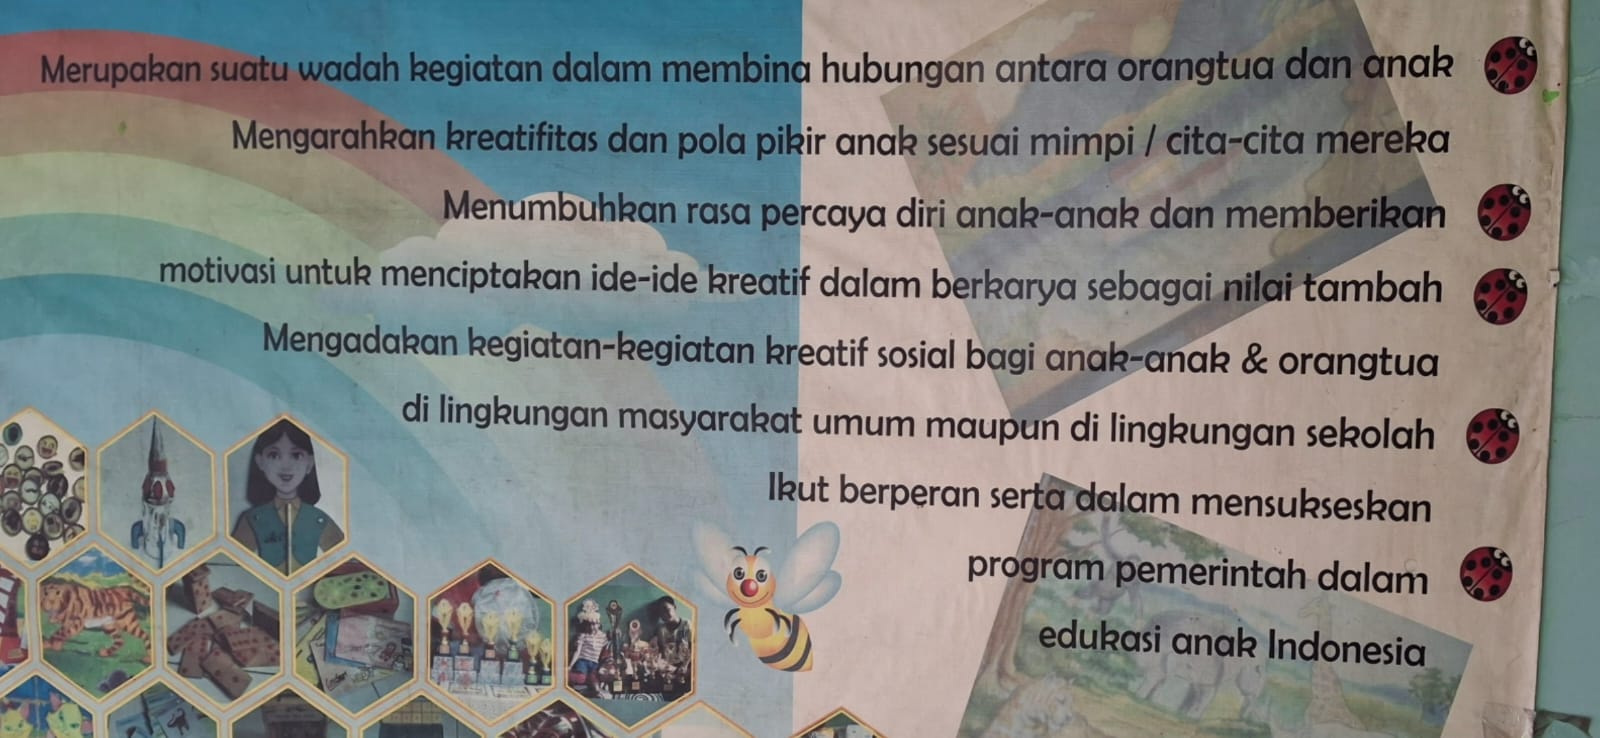 Merupakan suatu wadah kegiatan dalam membina hubungan antara orangtua dan anak
Mengarahkan kreatifitas dan pola pikir anak sesuai mimpi / cita-cita mereka
Menumbuhkan rasa percaya diri anak-anak dan memberikan
motivasi untuk menciptakan ide-ide kreatif dalam berkarya sebagai nilai tambah
Mengadakan kegiatan-kegiatan kreatif sosial bagi anak-anak & orangtua
di lingkungan masyarakat umum maupun di lingkungan sekolah
Ikut berperan serta dalam mensukseskan
program pemerintah dalam
edukasi anak Indonesia